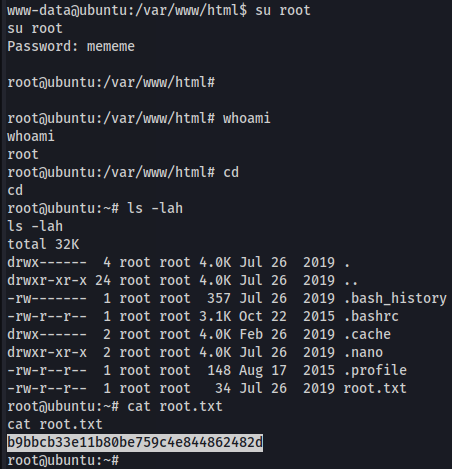 www-data@ubuntu:/var/www/html$ su root
su root
Password: mememe
root@ubuntu:/var/www/html#
root@ubuntu:/var/www/html# whoami
whoami
root
root@ubuntu:/var/www/html# cd
cd
root@ubuntu:~# ls -lah
ls -lah
total 32K
drwx------  4 root root 4.0K Jul 26  2019 .
drwxr-xr-x 24 root root 4.0K Jul 26  2019 ..
-rw-------  1 root root  357 Jul 26  2019 .bash_history
-rw-r--r--  1 root root 3.1K Oct 22  2015 .bashrc
drwx------  2 root root 4.0K Feb 26  2019 .cache
drwxr-xr-x  2 root root 4.0K Jul 26  2019 .nano
-rw-r--r--  1 root root  148 Aug 17  2015 .profile
-rw-r--r--  1 root root   34 Jul 26  2019 root.txt
root@ubuntu:~# cat root.txt
cat root.txt
b9bbcb33e11b80be759c4e844862482d
root@ubuntu:~#